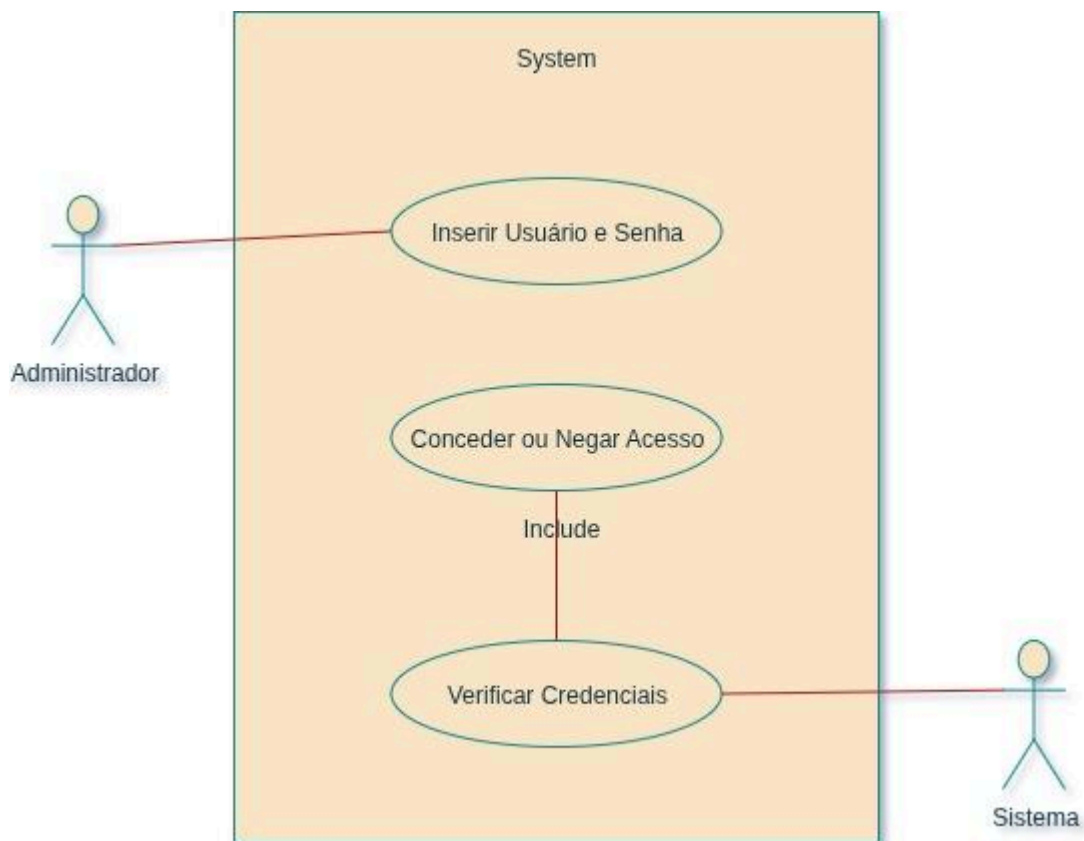 System
Inserir Usuário e Senha
Administrador
Conceder ou Negar Acesso
Include
Verificar Credenciais
Sistema